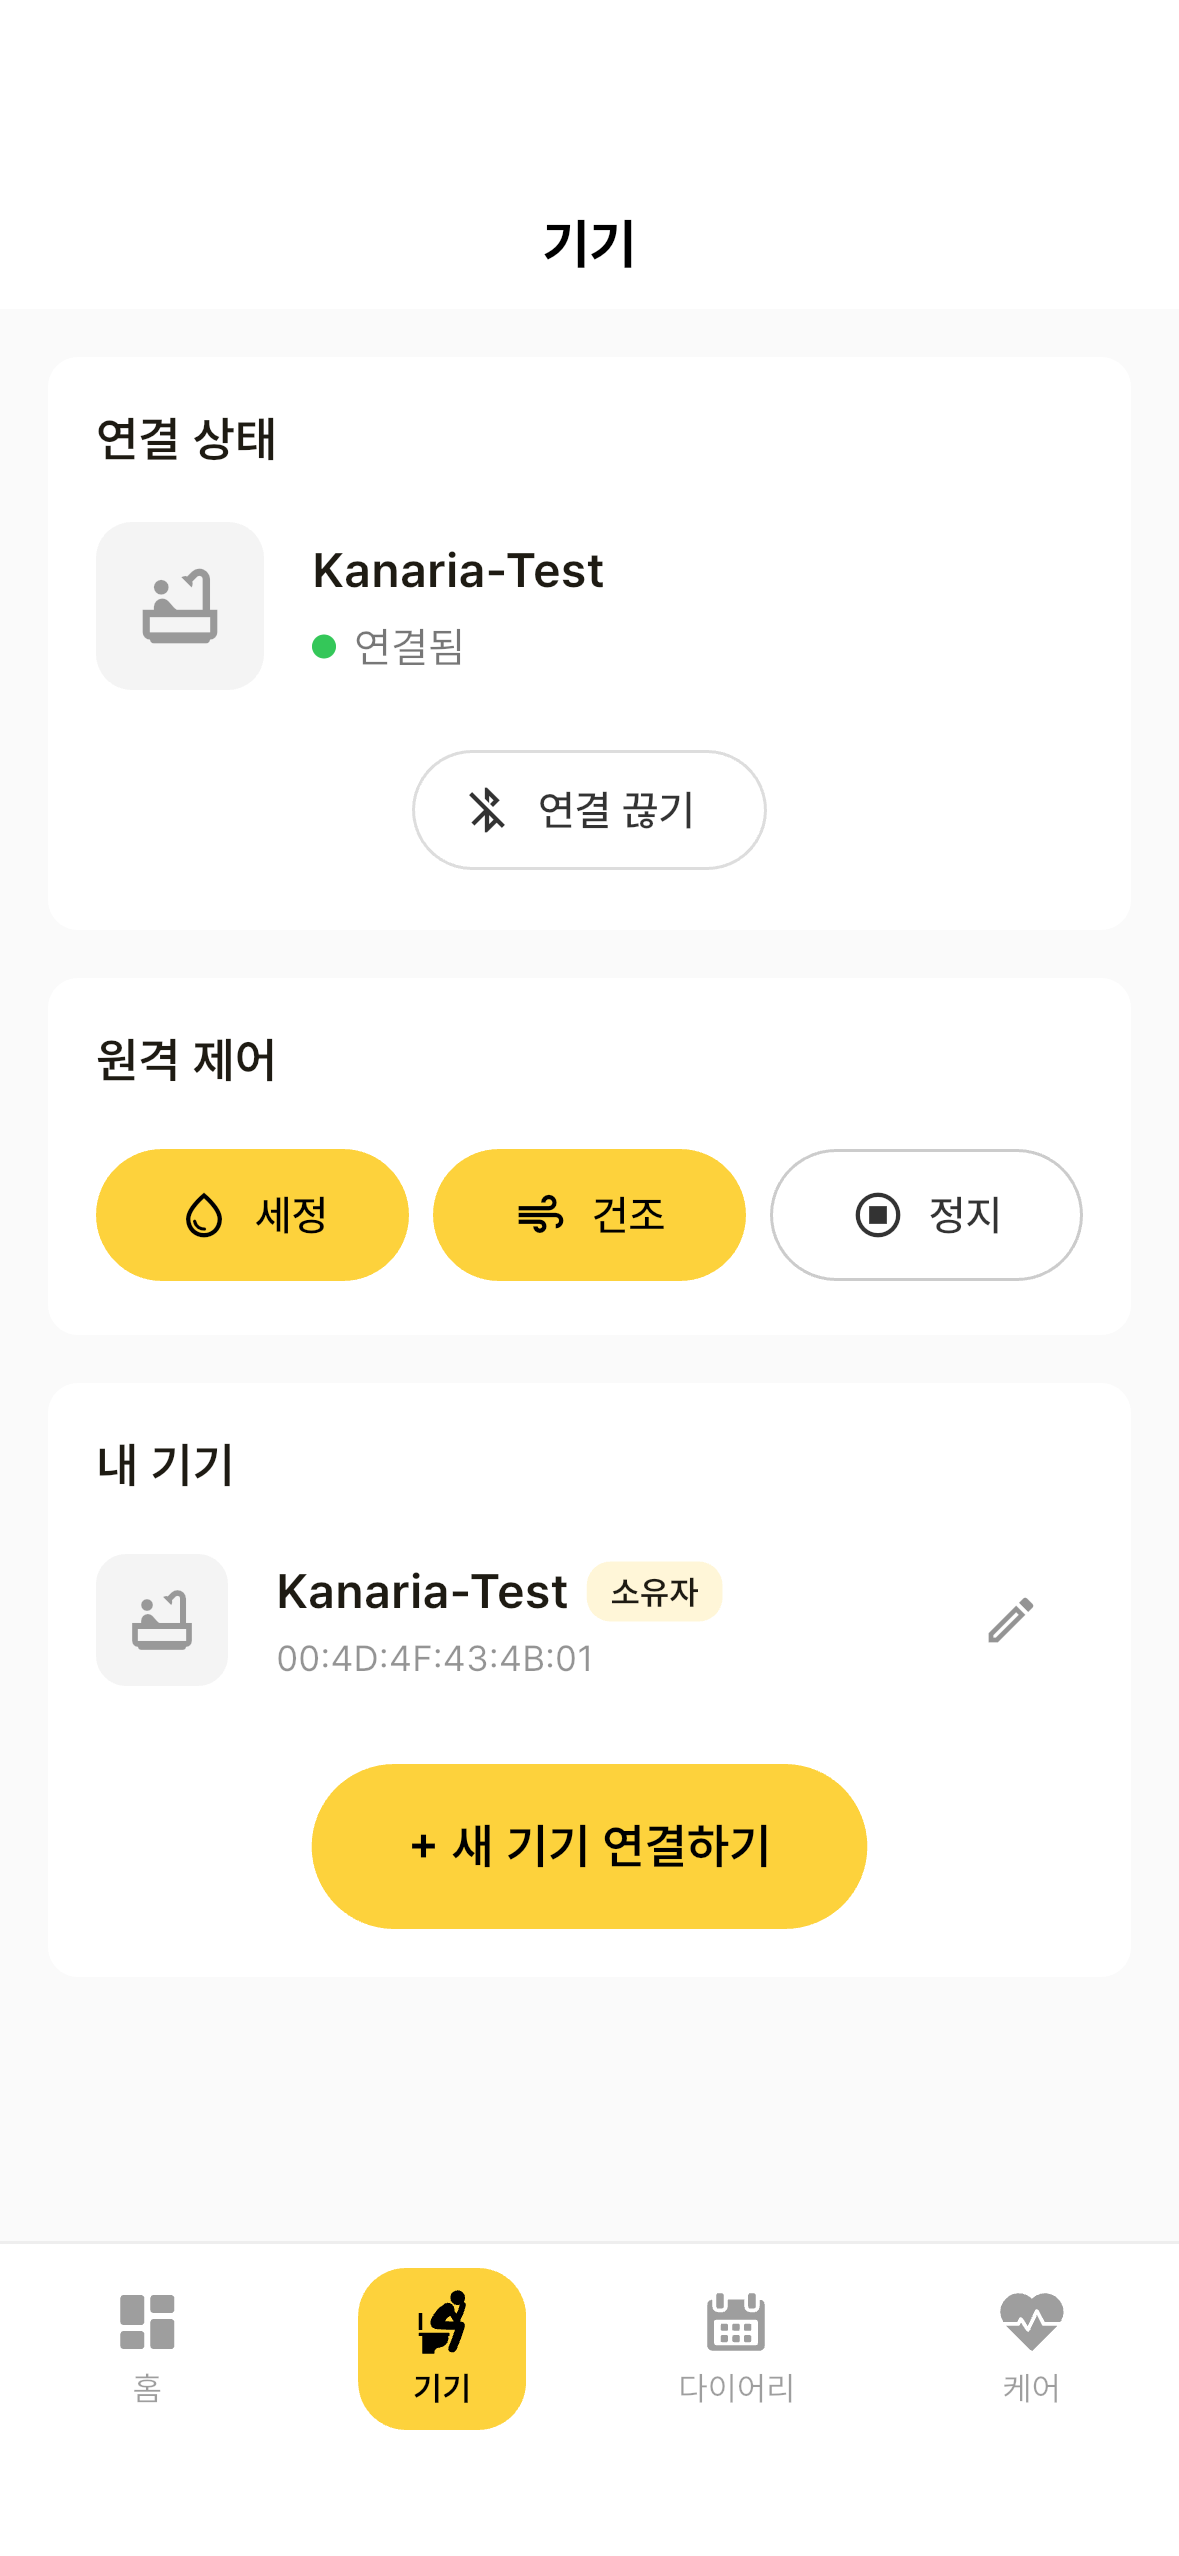 기기
연결 상태
Kanaria-Test
연결됨
연결 끊기
원격 제어
세정
건조
정지
내 기기
Kanaria-Test 소유자
00:4D:4F:43:4B:01
+ 새 기기 연결하기
홈
기기
다이어리
케어